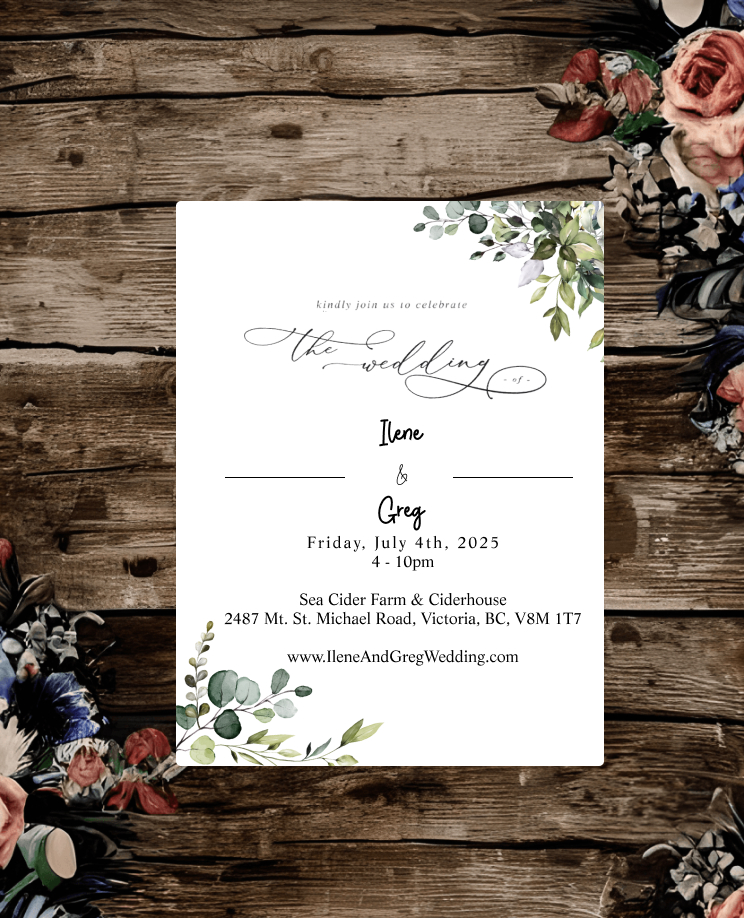 kindly join us to celebrate
the wedding
- of -
Ilene
&
Greg
Friday, July 4th, 2025
4 - 10pm
Sea Cider Farm & Ciderhouse
2487 Mt. St. Michael Road, Victoria, BC, V8M 1T7
www.IleneAndGregWedding.com